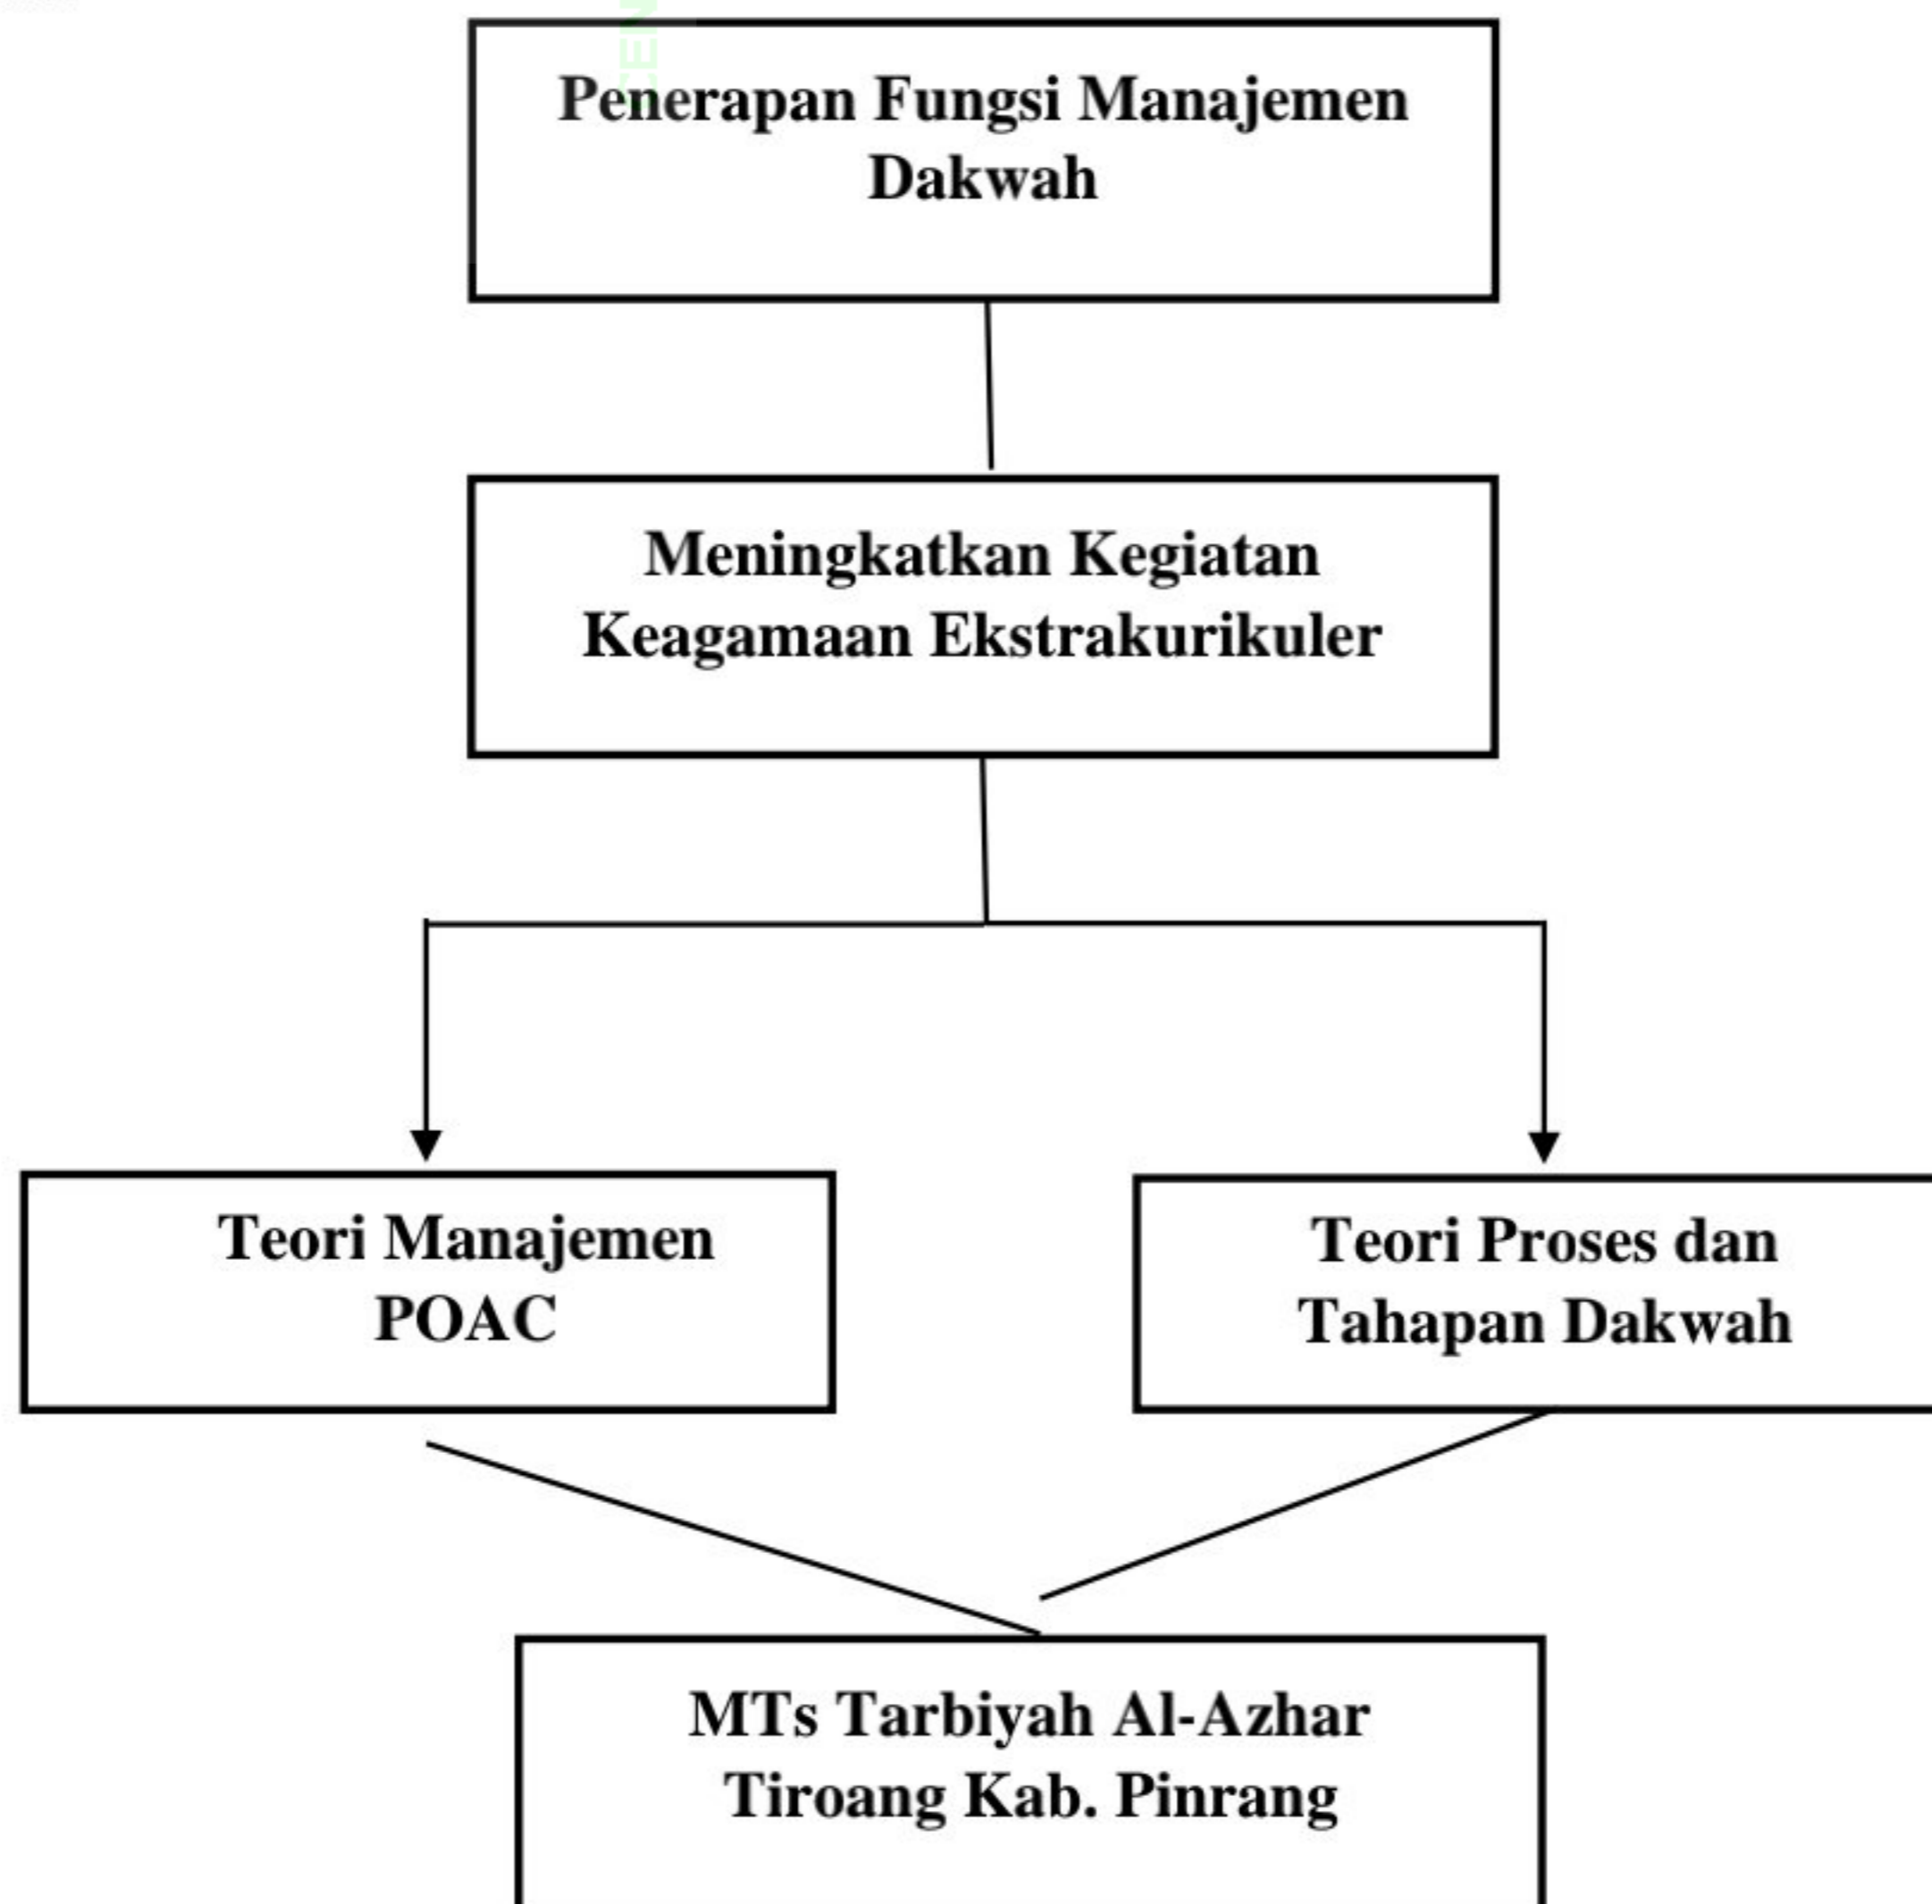 Penerapan Fungsi Manajemen
Dakwah
Meningkatkan Kegiatan
Keagamaan Ekstrakurikuler
Teori Manajemen
POAC
Teori Proses dan
Tahapan Dakwah
MTs Tarbiyah Al-Azhar
Tiroang Kab. Pinrang